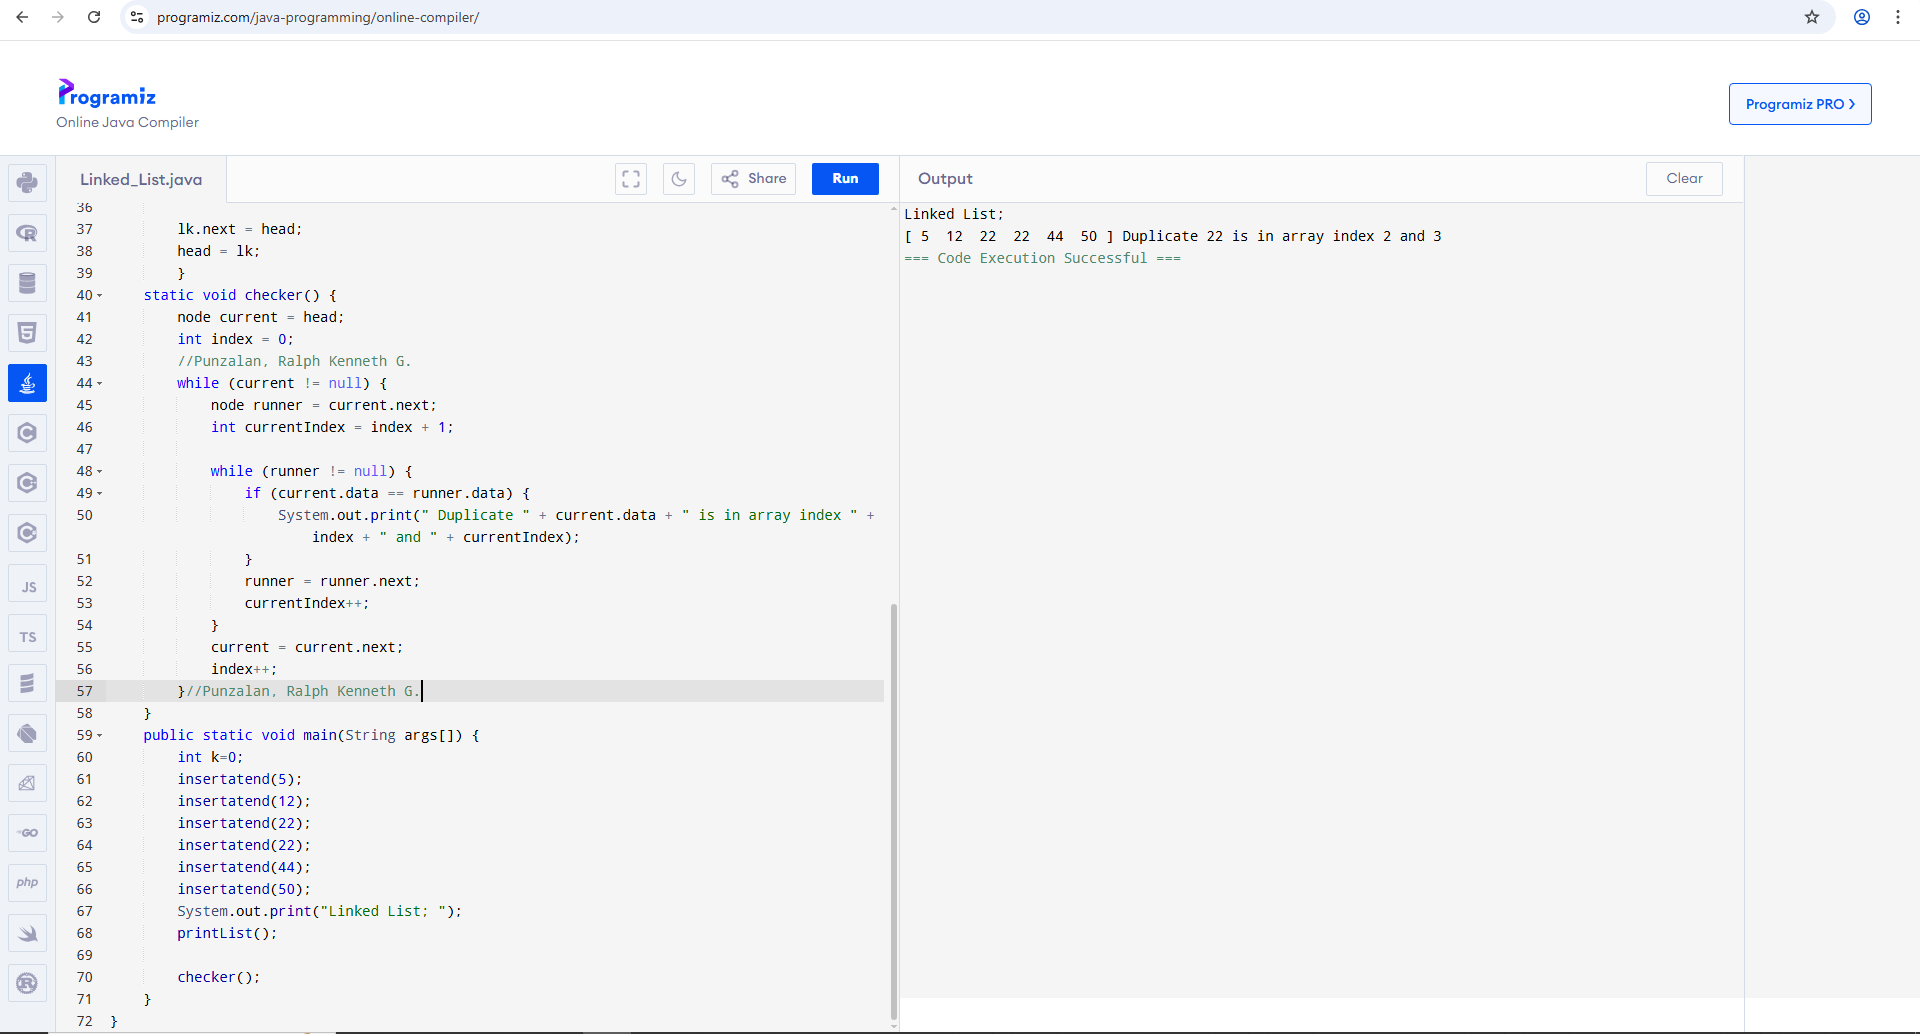 programiz.com/java-programming/online-compiler/
Programiz
Online Java Compiler
Programiz PRO
Linked_List.java
Share
Run
36
37 lk.next = head;
38 head = lk;
39 }
40 static void checker() {
41 node current = head;
42 int index = 0;
43 //Punzalan, Ralph Kenneth G.
44 while (current != null) {
45 node runner = current.next;
46 int currentIndex = index + 1;
47
48 while (runner != null) {
49 if (current.data == runner.data) {
50 System.out.print(" Duplicate " + current.data + " is in array index " +
index + " and " + currentIndex);
51 }
52 runner = runner.next;
53 currentIndex++;
54 }
55 current = current.next;
56 index++;
57 }//Punzalan, Ralph Kenneth G.
58 }
59 public static void main(String args[]) {
60 int k=0;
61 insertatend(5);
62 insertatend(12);
63 insertatend(22);
64 insertatend(22);
65 insertatend(44);
66 insertatend(50);
67 System.out.print("Linked List; ");
68 printList();
69
70 checker();
71 }
72 }
Output
Clear
Linked List;
[ 5 12 22 22 44 50 ] Duplicate 22 is in array index 2 and 3
=== Code Execution Successful ===
R
5
C
C
C
JS
TS
GO
php
R